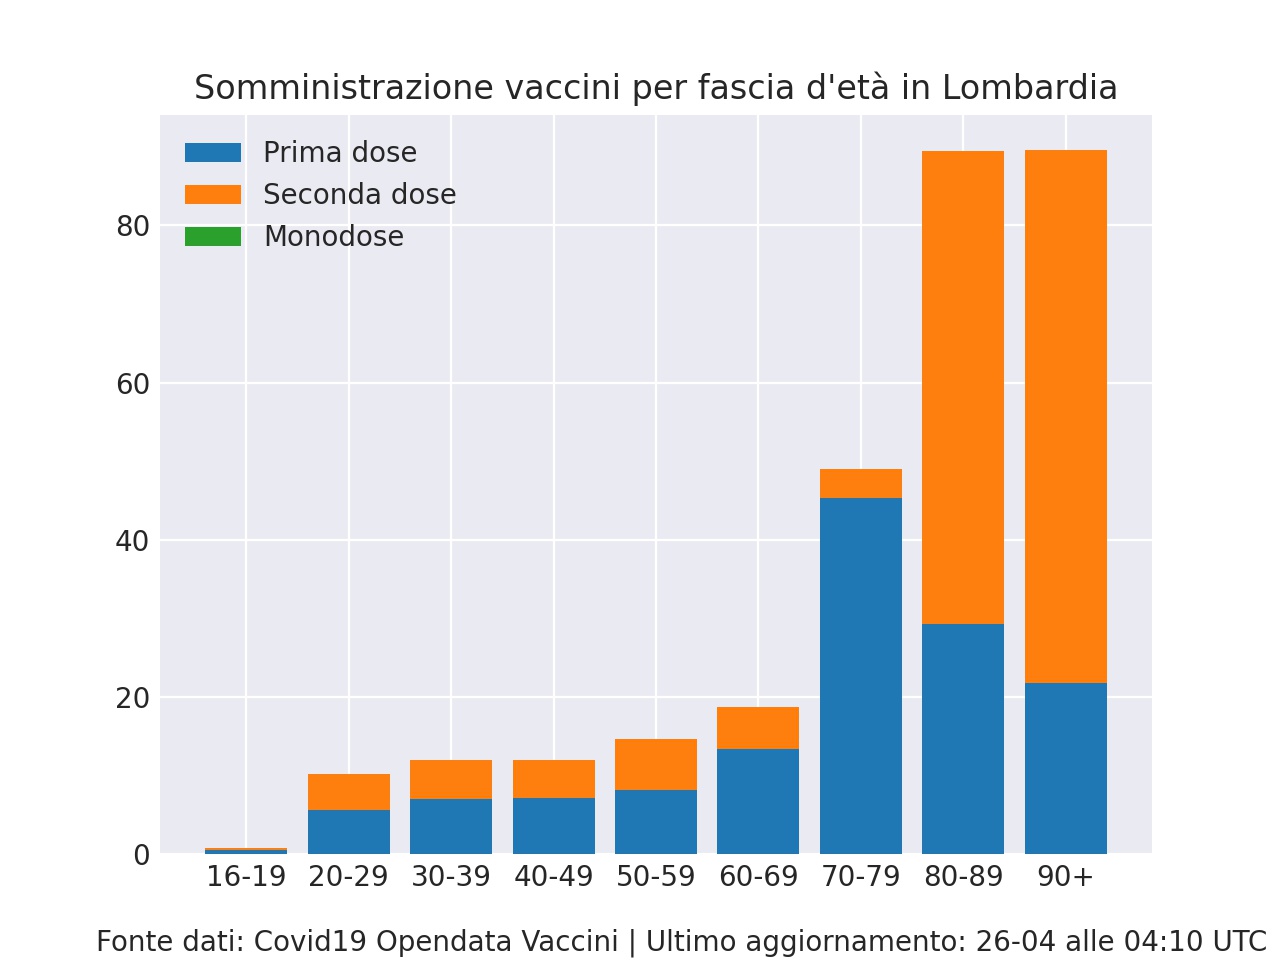 Somministrazione vaccini per fascia d'età in Lombardia
Prima dose
Seconda dose
Monodose
80
60
40
20
0
16-19 20-29 30-39 40-49 50-59 60-69 70-79 80-89 90+
Fonte dati: Covid19 Opendata Vaccini | Ultimo aggiornamento: 26-04 alle 04:10 UTC